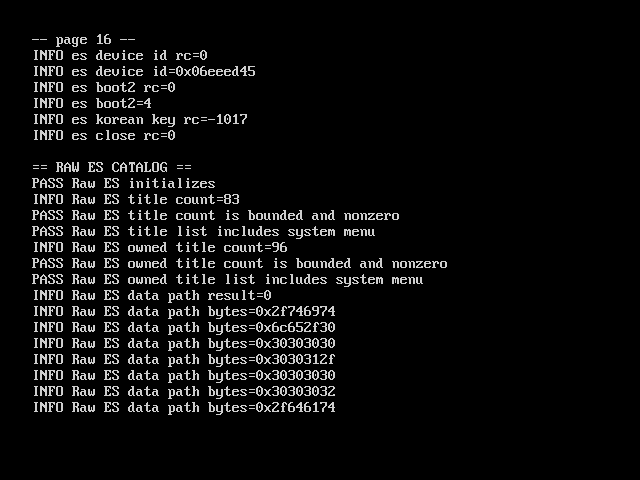 -- page 16 --
INFO es device id rc=0
INFO es device id=0x06eeed45
INFO es boot2 rc=0
INFO es boot2=4
INFO es korean key rc=-1017
INFO es close rc=0
== RAW ES CATALOG ==
PASS Raw ES initializes
INFO Raw ES title count=83
PASS Raw ES title count is bounded and nonzero
PASS Raw ES title list includes system menu
INFO Raw ES owned title count=96
PASS Raw ES owned title count is bounded and nonzero
PASS Raw ES owned title list includes system menu
INFO Raw ES data path result=0
INFO Raw ES data path bytes=0x2f746974
INFO Raw ES data path bytes=0x6c652f30
INFO Raw ES data path bytes=0x30303030
INFO Raw ES data path bytes=0x3030312f
INFO Raw ES data path bytes=0x30303030
INFO Raw ES data path bytes=0x30303032
INFO Raw ES data path bytes=0x2f646174